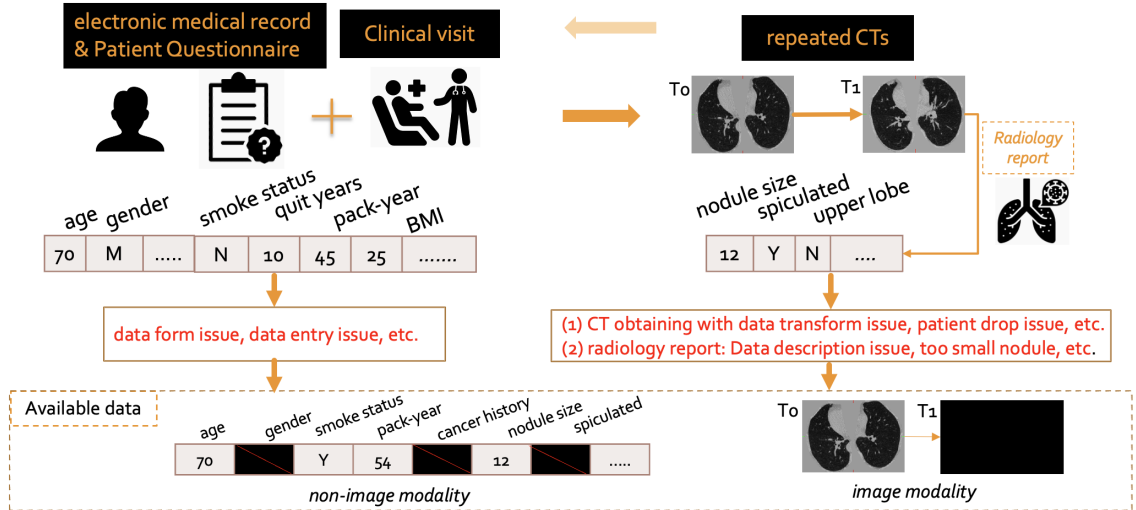 electronic medical record
& Patient Questionnaire
Clinical visit
repeated CTs
T0
T1
Radiology
report
?
age
gender
smoke status
quit years
pack-year
BMI
70
M
.....
N
10
45
25
.......
nodule size
spiculated
upper lobe
12
Y
N
....
data form issue, data entry issue, etc.
(1) CT obtaining with data transform issue, patient drop issue, etc.
(2) radiology report: Data description issue, too small nodule, etc.
Available data
age
gender
smoke status
pack-year
cancer history
nodule size
spiculated
70
Y
54
12
.....
non-image modality
T0
T1
image modality